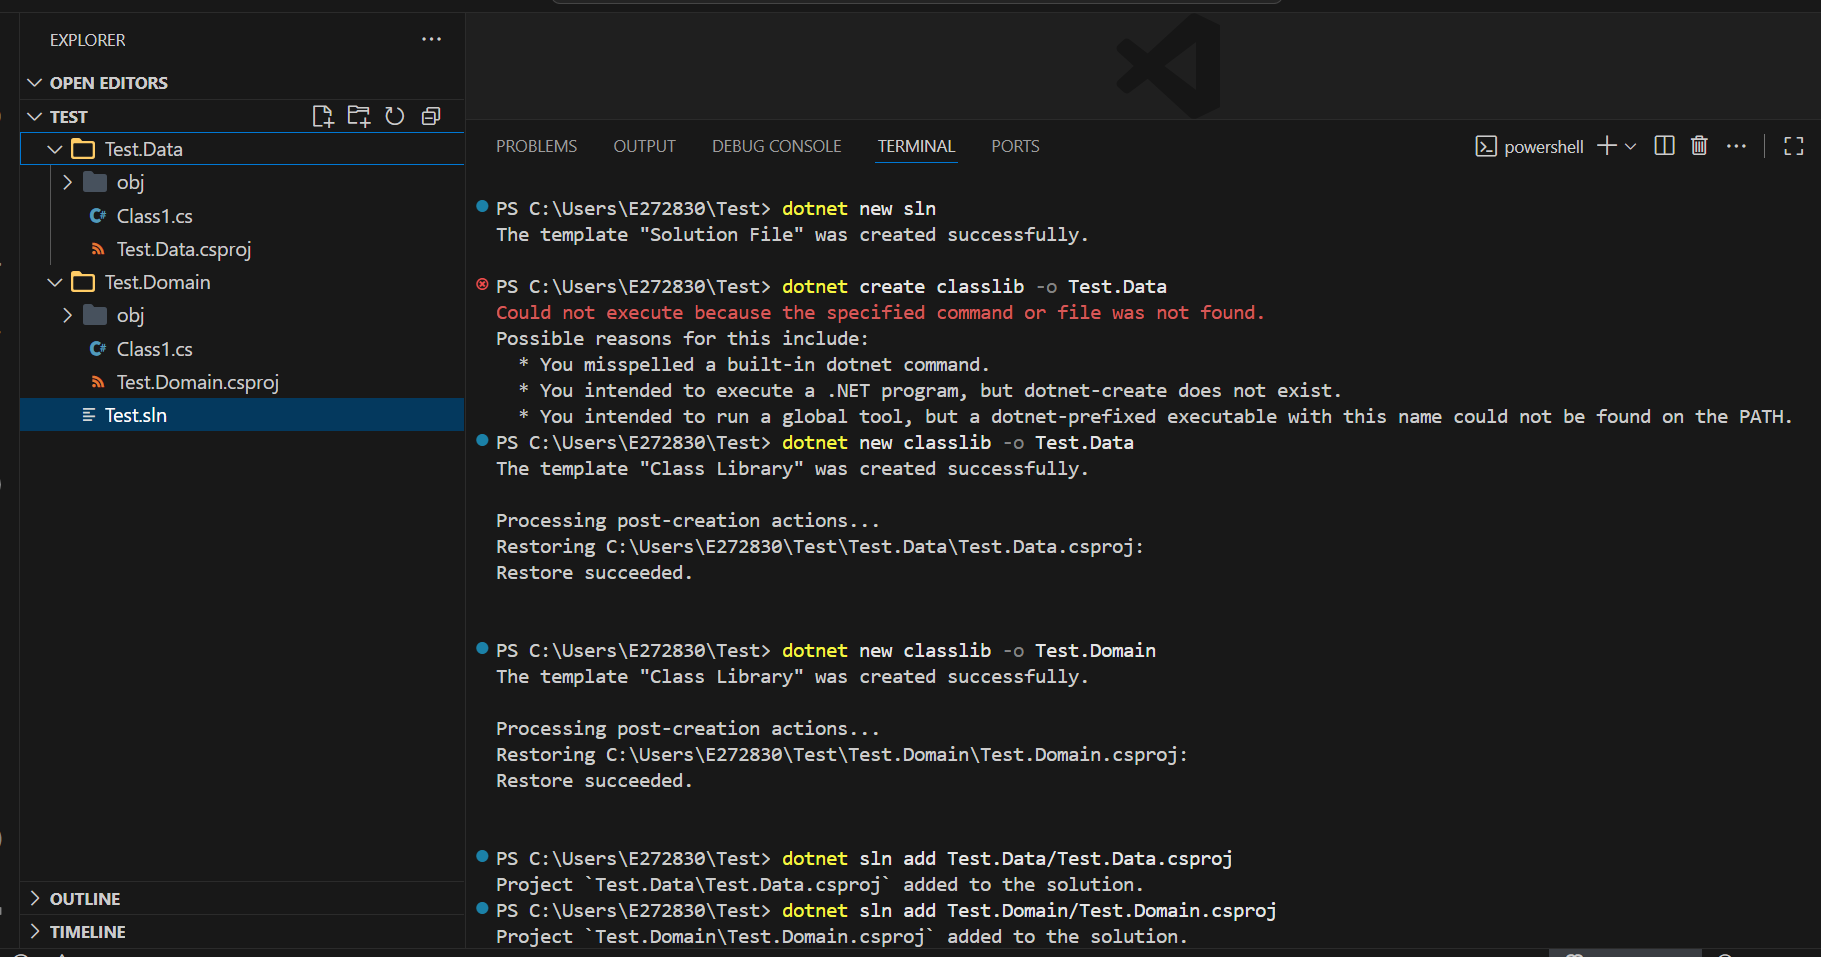 EXPLORER
OPEN EDITORS
TEST
Test.Data
obj
Class1.cs
Test.Data.csproj
Test.Domain
obj
Class1.cs
Test.Domain.csproj
Test.sln
OUTLINE
TIMELINE
PROBLEMS OUTPUT DEBUG CONSOLE TERMINAL PORTS
powershell
PS C:\Users\E272830\Test> dotnet new sln
The template "Solution File" was created successfully.
PS C:\Users\E272830\Test> dotnet create classlib -o Test.Data
Could not execute because the specified command or file was not found.
Possible reasons for this include:
* You misspelled a built-in dotnet command.
* You intended to execute a .NET program, but dotnet-create does not exist.
* You intended to run a global tool, but a dotnet-prefixed executable with this name could not be found on the PATH.
PS C:\Users\E272830\Test> dotnet new classlib -o Test.Data
The template "Class Library" was created successfully.
Processing post-creation actions...
Restoring C:\Users\E272830\Test\Test.Data\Test.Data.csproj:
Restore succeeded.
PS C:\Users\E272830\Test> dotnet new classlib -o Test.Domain
The template "Class Library" was created successfully.
Processing post-creation actions...
Restoring C:\Users\E272830\Test\Test.Domain\Test.Domain.csproj:
Restore succeeded.
PS C:\Users\E272830\Test> dotnet sln add Test.Data/Test.Data.csproj
Project `Test.Data\Test.Data.csproj` added to the solution.
PS C:\Users\E272830\Test> dotnet sln add Test.Domain/Test.Domain.csproj
Project `Test.Domain\Test.Domain.csproj` added to the solution.